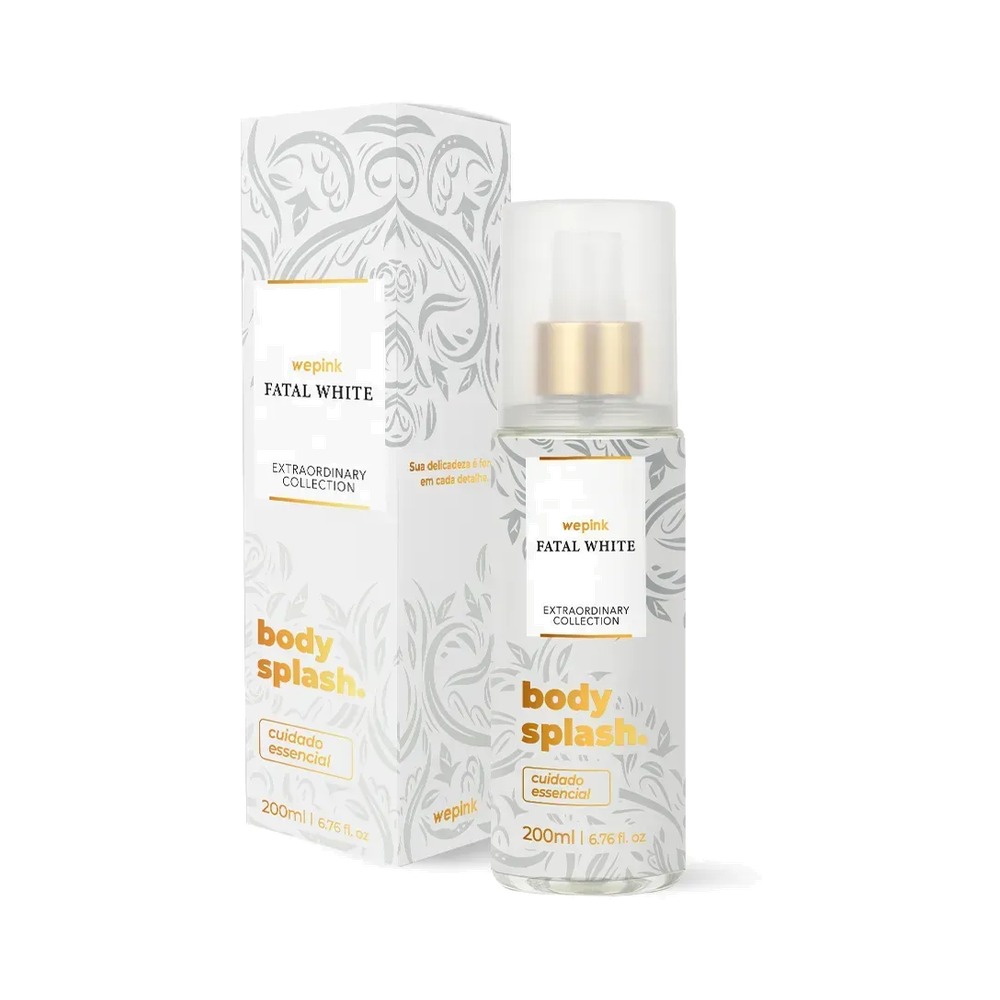 wepink
FATAL WHITE
EXTRAORDINARY
COLLECTION
body
splash.
cuidado
essencial
200ml | 6.76 fl. oz
Sua delicadeza é
em cada detalhe.
wepink
wepink
FATAL WHITE
EXTRAORDINARY
COLLECTION
body
splash.
cuidado
essencial
200ml | 6.76 fl. oz